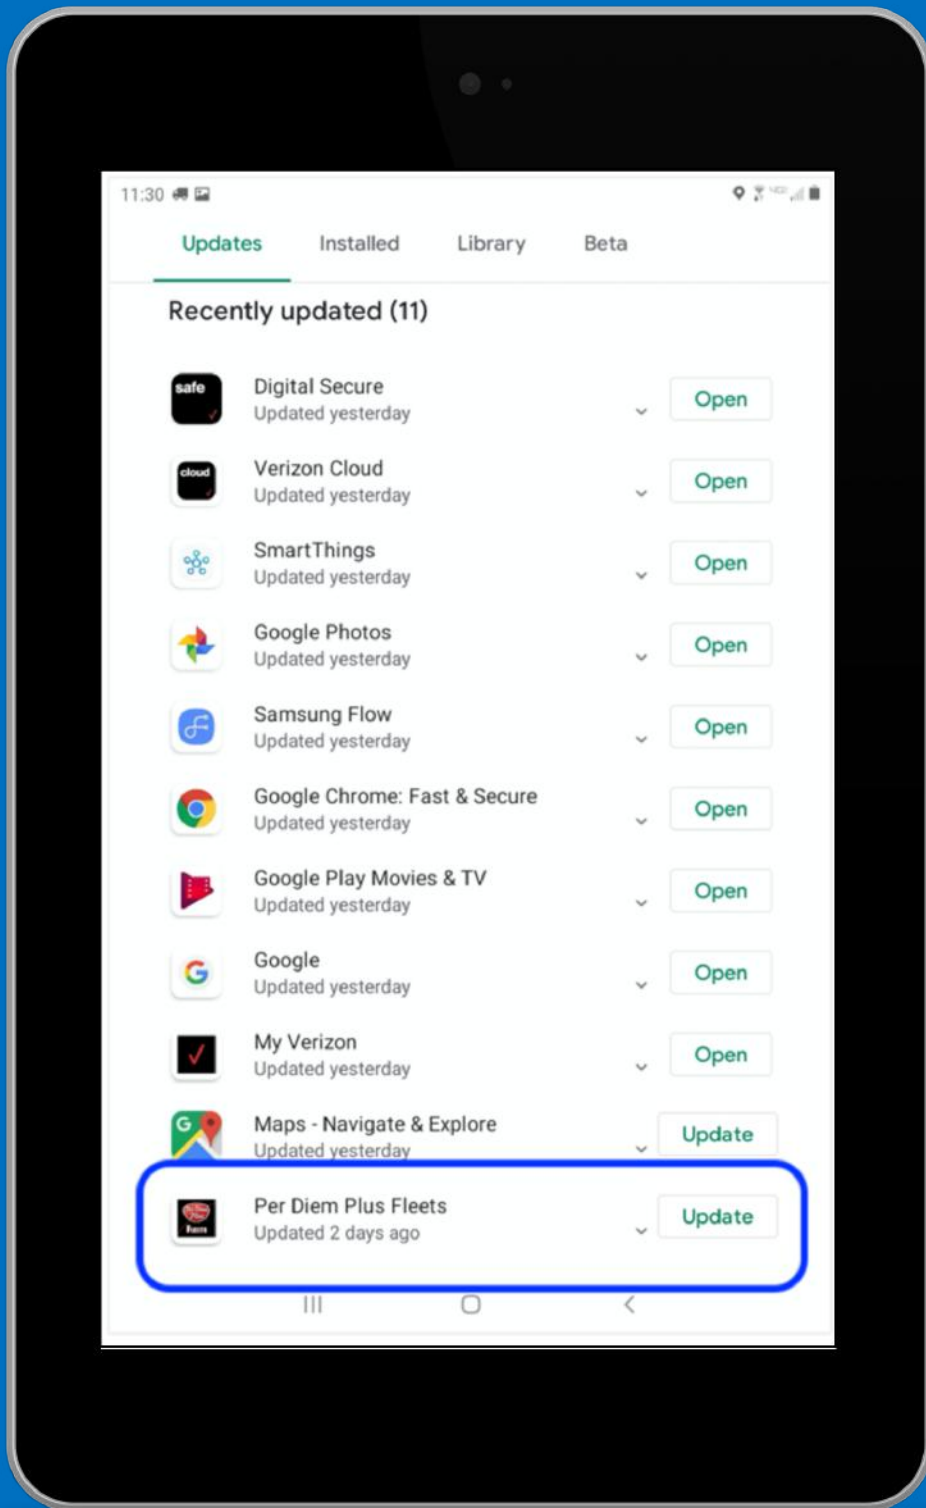 11:30
Updates Installed Library Beta
Recently updated (11)
safe
Digital Secure
Updated yesterday
Open
cloud
Verizon Cloud
Updated yesterday
Open
SmartThings
Updated yesterday
Open
Google Photos
Updated yesterday
Open
Samsung Flow
Updated yesterday
Open
Google Chrome: Fast & Secure
Updated yesterday
Open
Google Play Movies & TV
Updated yesterday
Open
G
Google
Updated yesterday
Open
My Verizon
Updated yesterday
Open
G
Maps - Navigate & Explore
Updated yesterday
Update
Per Diem Plus Fleets
Updated 2 days ago
Update